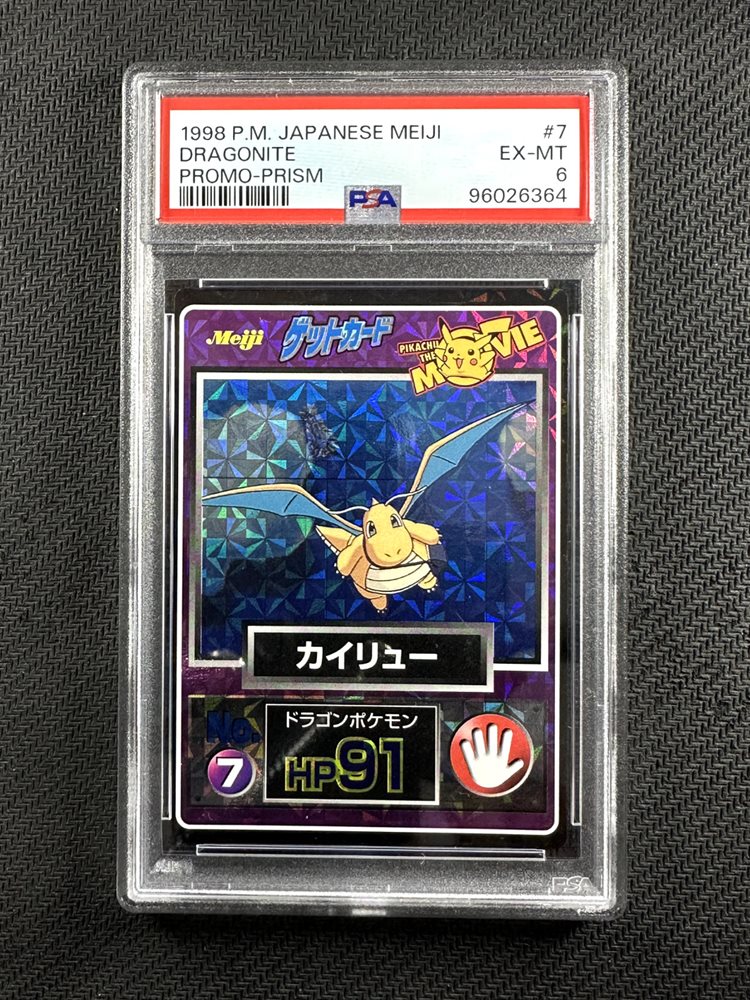 1998 P.M. JAPANESE MEIJI #7
DRAGONITE EX-MT
PROMO-PRISM 6
PSA 96026364
Meiji ゲットカード
PIKACHU THE MOVIE
カイリュー
No.
7
ドラゴンポケモン
HP91
PSA